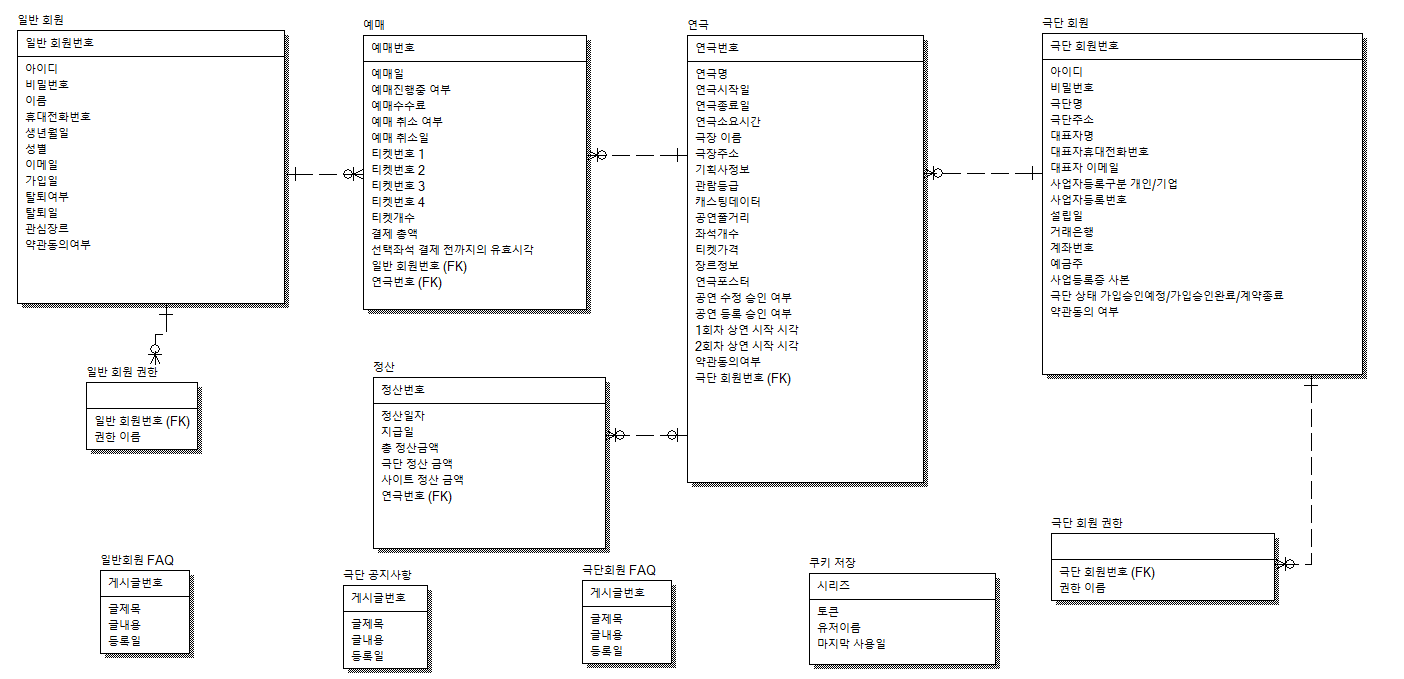 일반 회원
일반 회원번호
아이디
비밀번호
이름
휴대전화번호
생년월일
성별
이메일
가입일
탈퇴여부
탈퇴일
관심장르
약관동의여부
예매
예매번호
예매일
예매진행중 여부
예매수수료
예매 취소 여부
예매 취소일
티켓번호 1
티켓번호 2
티켓번호 3
티켓번호 4
티켓개수
결제 총액
선택좌석 결제 전까지의 유효시각
일반 회원번호 (FK)
연극번호 (FK)
연극
연극번호
연극명
연극시작일
연극종료일
연극소요시간
극장 이름
극장주소
기획사정보
관람등급
캐스팅데이터
공연줄거리
좌석개수
티켓가격
장르정보
연극포스터
공연 수정 승인 여부
공연 등록 승인 여부
1회차 상연 시작 시각
2회차 상연 시작 시각
약관동의여부
극단 회원번호 (FK)
극단 회원
극단 회원번호
아이디
비밀번호
극단명
극단주소
대표자명
대표자휴대전화번호
대표자 이메일
사업자등록구분 개인/기업
사업자등록번호
설립일
거래은행
계좌번호
예금주
사업등록증 사본
극단 상태 가입승인예정/가입승인완료/계약종료
약관동의 여부
일반 회원 권한
일반 회원번호 (FK)
권한 이름
정산
정산번호
정산일자
지급일
총 정산금액
극단 정산 금액
사이트 정산 금액
연극번호 (FK)
극단 회원 권한
극단 회원번호 (FK)
권한 이름
일반회원 FAQ
게시글번호
글제목
글내용
등록일
극단 공지사항
게시글번호
글제목
글내용
등록일
극단회원 FAQ
게시글번호
글제목
글내용
등록일
쿠키 저장
시리즈
토큰
유저이름
마지막 사용일